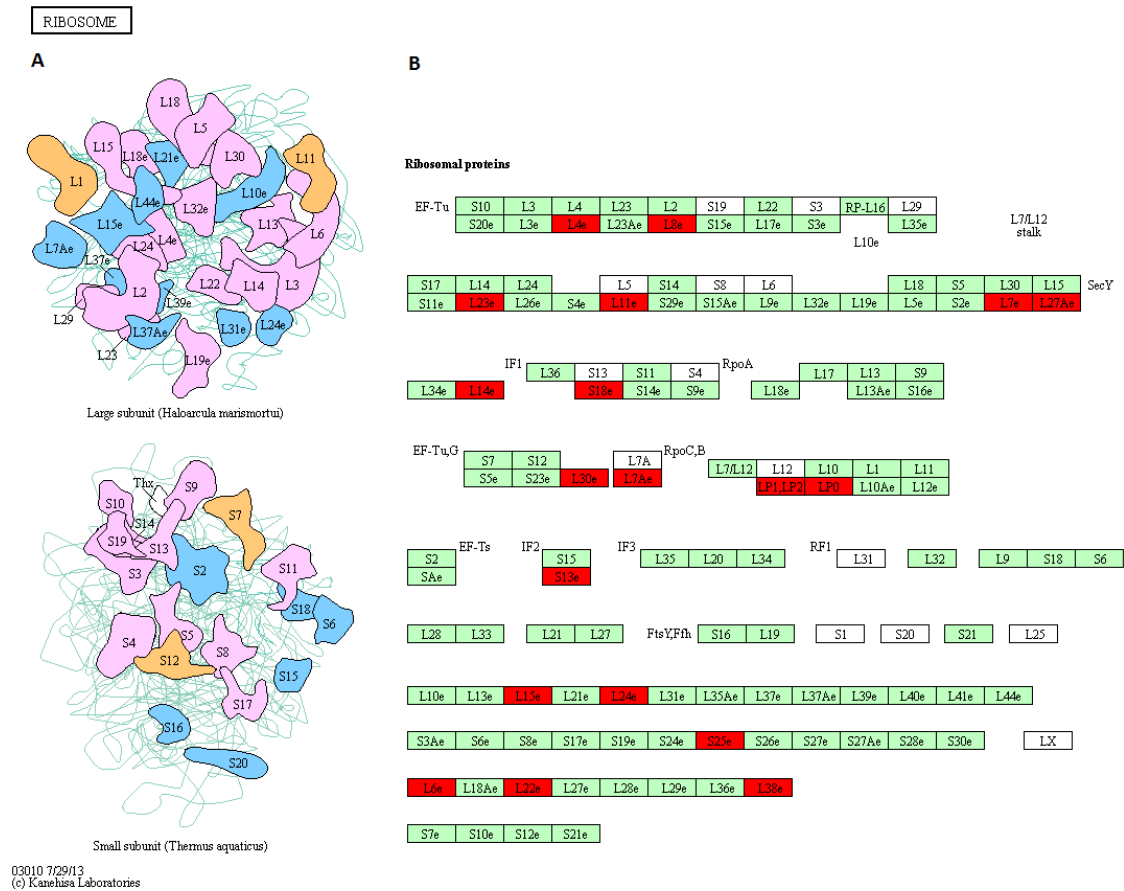 RIBOSOME
A
L18
L5
L15
L18e
L21e
L30
L11
L1
L44e
L32e
L10e
L15e
L13
L6
L7Ae
L24
L4e
L37e
L2
L22
L14
L3
L39e
L29
L37Ae
L31e
L24e
L23
L19e
Large subunit (Haloarcula marismortui)
Thx
S9
S10
S14
S7
S19
S13
S3
S2
S11
S18
S6
S4
S5
S12
S8
S15
S17
S16
S20
Small subunit (Thermus aquaticus)
03010 7/29/13
(c) Kanehisa Laboratories
B
Ribosomal proteins
EF-Tu S10 L3 L4 L23 L2 S19 L22 S3 RP-L16 L29
S20e L3e L4e L23Ae L8e S15e L17e S3e L35e
L10e
L7/L12
stalk
S17 L14 L24 L5 S14 S8 L6 L18 S5 L30 L15 SecY
S11e L23e L26e S4e L11e S29e S15Ae L9e L32e L19e L5e S2e L7e L27Ae
IF1 L36 S13 S11 S4 RpoA L17 L13 S9
L34e L14e S18e S14e S9e L18e L13Ae S16e
EF-Tu,G S7 S12 L7A RpoC,B L7/L12 L12 L10 L1 L11
S5e S23e L30e L7Ae LP1,LP2 LP0 L10Ae L12e
S2 EF-Ts IF2 S15 IF3 L35 L20 L34 RF1 L31 L32 L9 S18 S6
SAe S13e
L28 L33 L21 L27 FtsY,Ffh S16 L19 S1 S20 S21 L25
L10e L13e L15e L21e L24e L31e L35Ae L37e L37Ae L39e L40e L41e L44e
S3Ae S6e S8e S17e S19e S24e S25e S26e S27e S27Ae S28e S30e LX
L6e L18Ae L22e L27e L28e L29e L36e L38e
S7e S10e S12e S21e